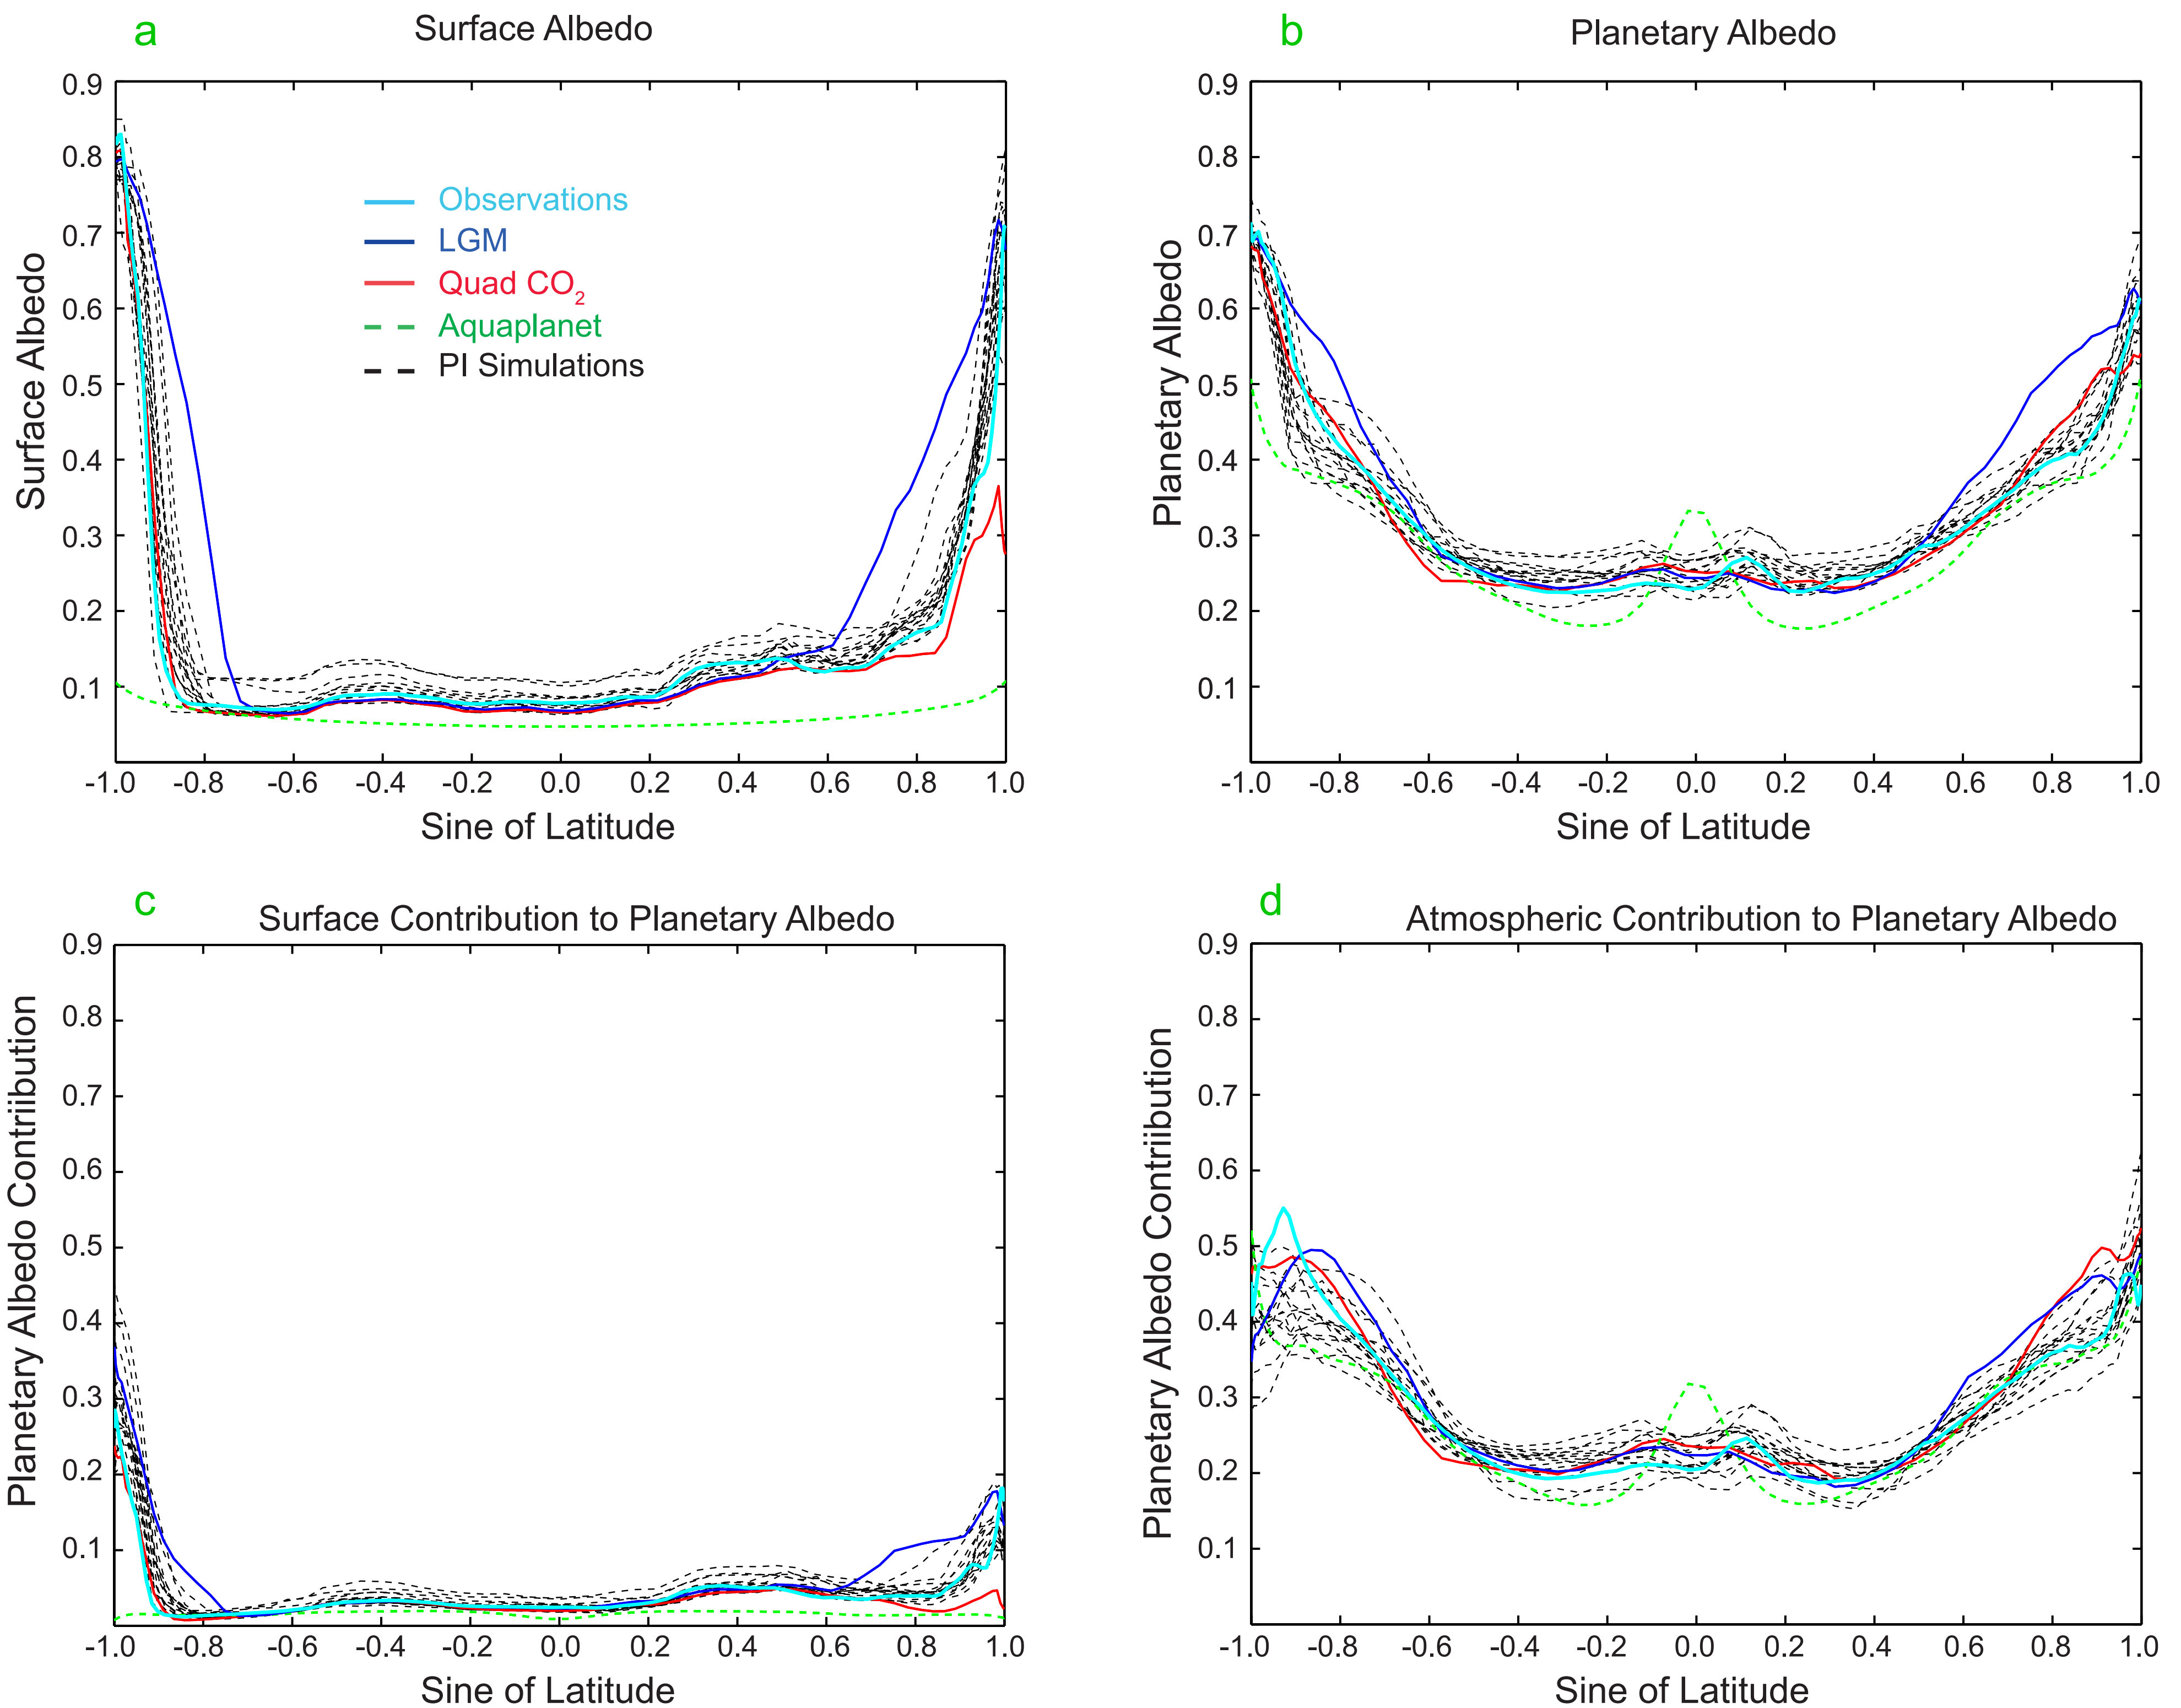 a
Surface Albedo
0.9
0.8
0.7
0.6
0.5
0.4
0.3
0.2
0.1
Surface Albedo
Observations
LGM
Quad CO2
Aquaplanet
PI Simulations
-1.0 -0.8 -0.6 -0.4 -0.2 0.0 0.2 0.4 0.6 0.8 1.0
Sine of Latitude
b
Planetary Albedo
0.9
0.8
0.7
0.6
0.5
0.4
0.3
0.2
0.1
Planetary Albedo
-1.0 -0.8 -0.6 -0.4 -0.2 0.0 0.2 0.4 0.6 0.8 1.0
Sine of Latitude
c
Surface Contribution to Planetary Albedo
0.9
0.8
0.7
0.6
0.5
0.4
0.3
0.2
0.1
Planetary Albedo Contriibution
-1.0 -0.8 -0.6 -0.4 -0.2 0.0 0.2 0.4 0.6 0.8 1.0
Sine of Latitude
d
Atmospheric Contribution to Planetary Albedo
0.9
0.8
0.7
0.6
0.5
0.4
0.3
0.2
0.1
Planetary Albedo Contriibution
-1.0 -0.8 -0.6 -0.4 -0.2 0.0 0.2 0.4 0.6 0.8 1.0
Sine of Latitude